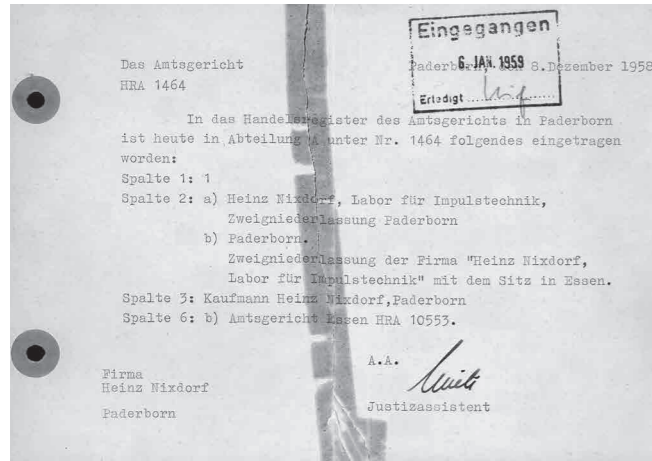 Eingegangen
6. JAN. 1959
Erledigt
Das Amtsgericht
HRA 1464
Paderborn, den 8.Dezember 1958
In das Handelsregister des Amtsgerichts in Paderborn
ist heute in Abteilung A unter Nr. 1464 folgendes eingetragen
worden:
Spalte 1: 1
Spalte 2: a) Heinz Nixdorf, Labor für Impulstechnik,
Zweigniederlassung Paderborn
b) Paderborn.
Zweigniederlassung der Firma "Heinz Nixdorf,
Labor für Impulstechnik" mit dem Sitz in Essen.
Spalte 3: Kaufmann Heinz Nixdorf,Paderborn
Spalte 6: b) Amtsgericht Essen HRA 10553.
A.A.
Justizassistent
Firma
Heinz Nixdorf
Paderborn